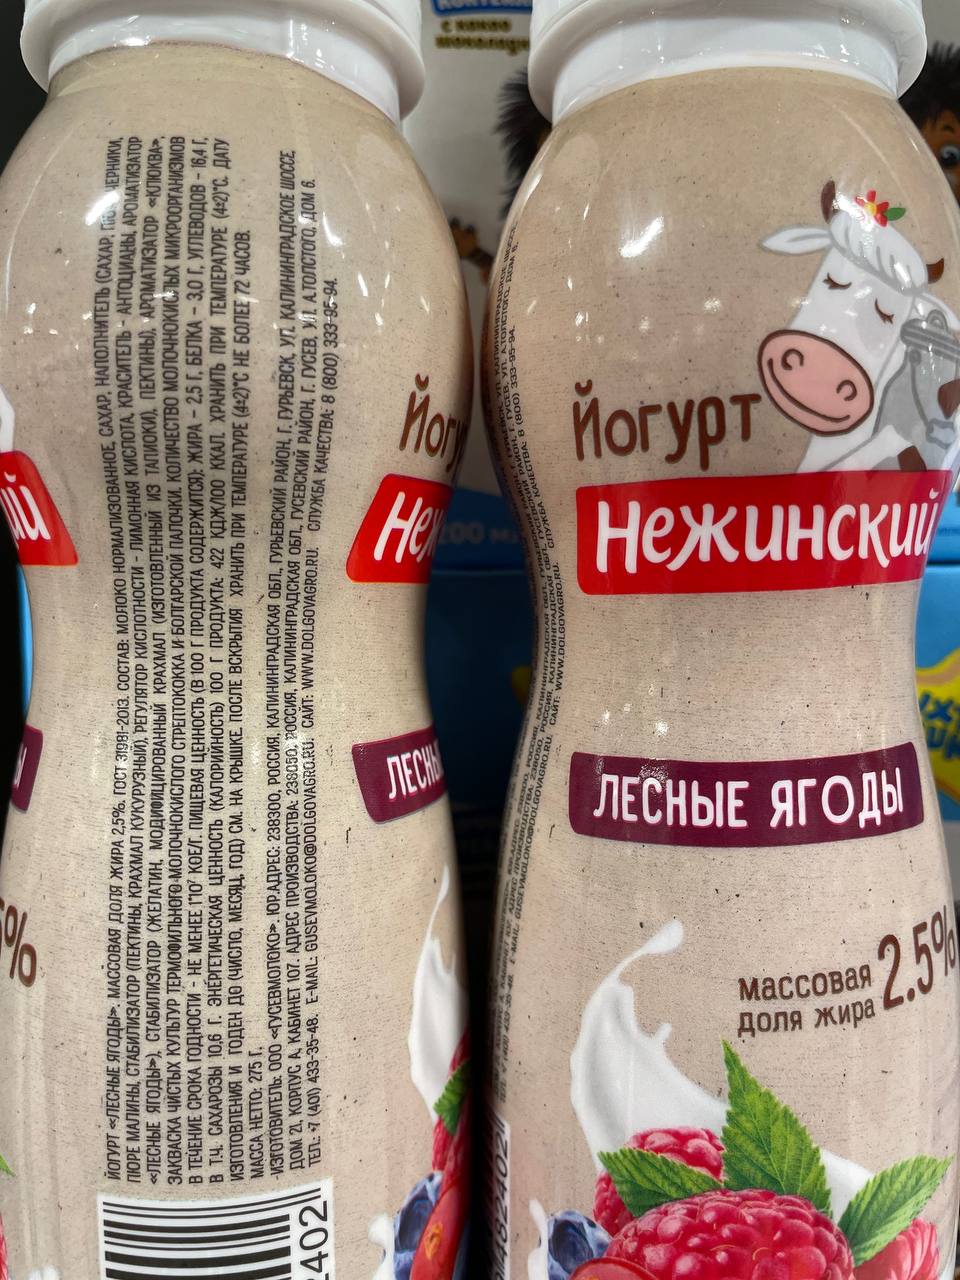 ЙОГУРТ «ЛЕСНЫЕ ЯГОДЫ». МАССОВАЯ ДОЛЯ ЖИРА 2,5%. ГОСТ 31981-2013. СОСТАВ: МОЛОКО НОРМАЛИЗОВАННОЕ, САХАР, НАПОЛНИТЕЛЬ (САХАР,
ПЮРЕ МАЛИНЫ, СТАБИЛИЗАТОР (ПЕКТИНЫ, КРАХМАЛ КУКУРУЗНЫЙ), РЕГУЛЯТОР КИСЛОТНОСТИ - ЛИМОННАЯ КИСЛОТА, КРАСИТЕЛЬ - АНТОЦИАНЫ, АРОМАТИЗАТОР
«ЛЕСНЫЕ ЯГОДЫ»), СТАБИЛИЗАТОР (ЖЕЛАТИН, МОДИФИЦИРОВАННЫЙ КРАХМАЛ (ИЗГОТОВЛЕННЫЙ ИЗ ТАПИОКИ), ПЕКТИНЫ), АРОМАТИЗАТОР «КЛЮКВА»,
ЗАКВАСКА ЧИСТЫХ КУЛЬТУР ТЕРМОФИЛЬНОГО МОЛОЧНОКИСЛОГО СТРЕПТОКОККА И БОЛГАРСКОЙ ПАЛОЧКИ. КОЛИЧЕСТВО МОЛОЧНОКИСЛЫХ МИКРООРГАНИЗМОВ
В ТЕЧЕНИЕ СРОКА ГОДНОСТИ - НЕ МЕНЕЕ 1*10⁷ КОЕ/Г. ПИЩЕВАЯ ЦЕННОСТЬ (В 100 Г ПРОДУКТА СОДЕРЖИТСЯ): ЖИРА - 2,5 Г, БЕЛКА - 3,0 Г, УГЛЕВОДОВ - 16,4 Г,
В Т.Ч. САХАРОЗЫ 10,6 Г. ЭНЕРГЕТИЧЕСКАЯ ЦЕННОСТЬ (КАЛОРИЙНОСТЬ) 100 Г ПРОДУКТА: 422 КДЖ/100 ККАЛ. ХРАНИТЬ ПРИ ТЕМПЕРАТУРЕ (4±2)°С. ДАТУ
ИЗГОТОВЛЕНИЯ И ГОДЕН ДО (ЧИСЛО, МЕСЯЦ, ГОД) СМ. НА КРЫШКЕ. ПОСЛЕ ВСКРЫТИЯ ХРАНИТЬ ПРИ ТЕМПЕРАТУРЕ (4±2)°С НЕ БОЛЕЕ 72 ЧАСОВ.
МАССА НЕТТО: 275 Г.
ИЗГОТОВИТЕЛЬ: ООО «ГУСЕВМОЛОКО». ЮР.АДРЕС: 238300, РОССИЯ, КАЛИНИНГРАДСКАЯ ОБЛ., ГУРЬЕВСКИЙ РАЙОН, Г. ГУРЬЕВСК, УЛ. КАЛИНИНГРАДСКОЕ ШОССЕ,
ДОМ 21, КОРПУС А, КАБИНЕТ 107. АДРЕС ПРОИЗВОДСТВА: 238050, РОССИЯ, КАЛИНИНГРАДСКАЯ ОБЛ., ГУСЕВСКИЙ РАЙОН, Г. ГУСЕВ, УЛ. А.ТОЛСТОГО, ДОМ 6.
ТЕЛ.: +7 (401) 433-35-48. E-MAIL: GUSEVMOLOKO@DOLGOVAGRO.RU. САЙТ: WWW.DOLGOVAGRO.RU. СЛУЖБА КАЧЕСТВА: 8 (800) 333-95-94.
2402
Йогурт
Нежинский
ЛЕСНЫЕ ЯГОДЫ
массовая
доля жира 2.5%
482402
с какао